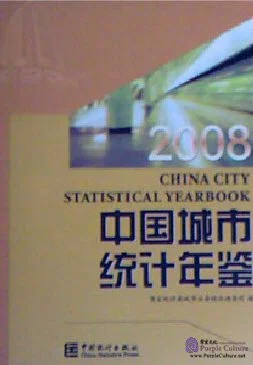 2008
CHINA CITY
STATISTICAL YEARBOOK
中国城市
统计年鉴
中国统计出版社
China Statistics Press
Purple Culture
www.purpleculture.net